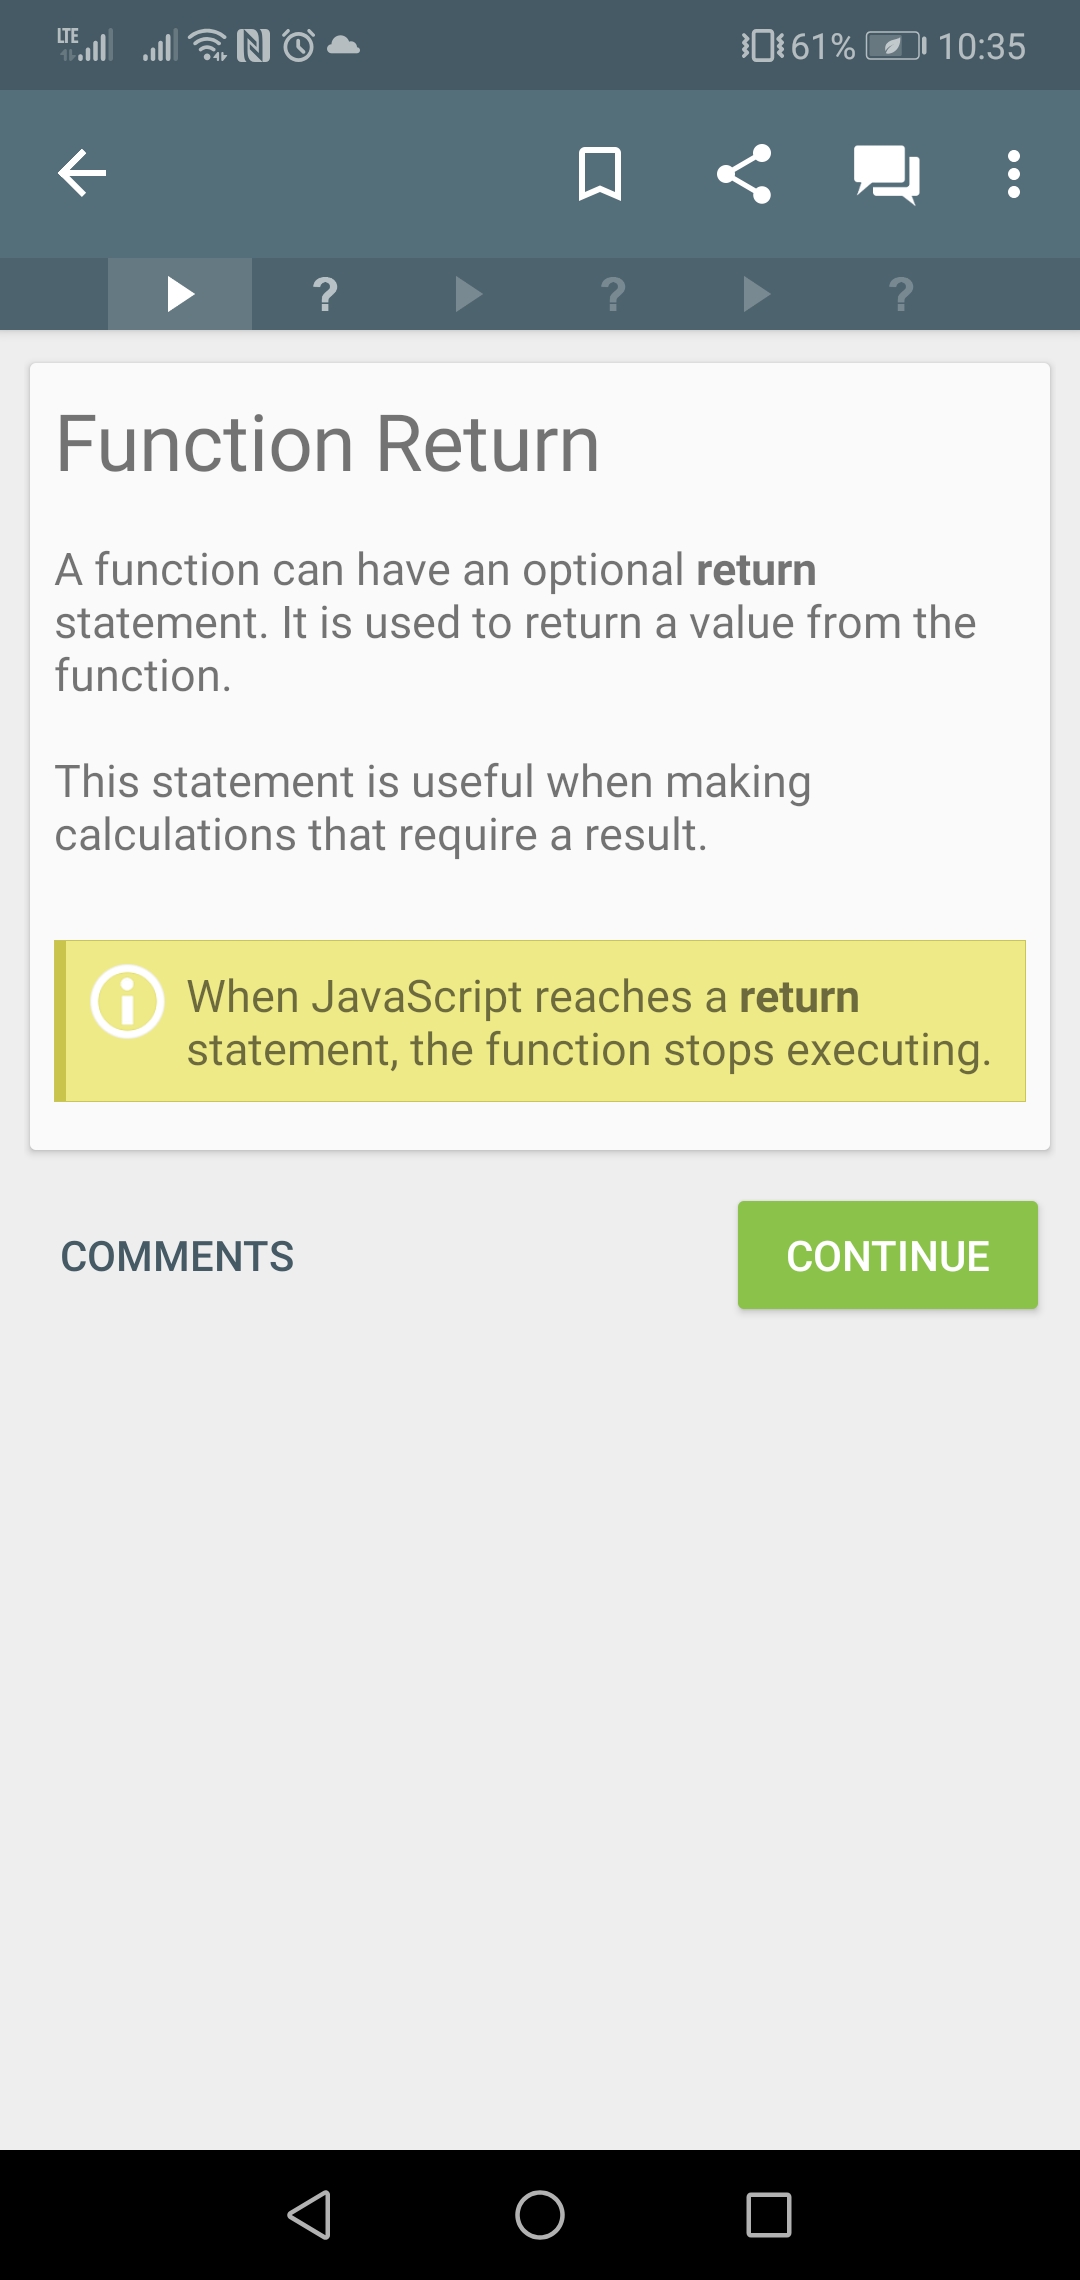 LTE 61% 10:35
? ? ?
Function Return
A function can have an optional return
statement. It is used to return a value from the
function.
This statement is useful when making
calculations that require a result.
When JavaScript reaches a return
statement, the function stops executing.
COMMENTS CONTINUE